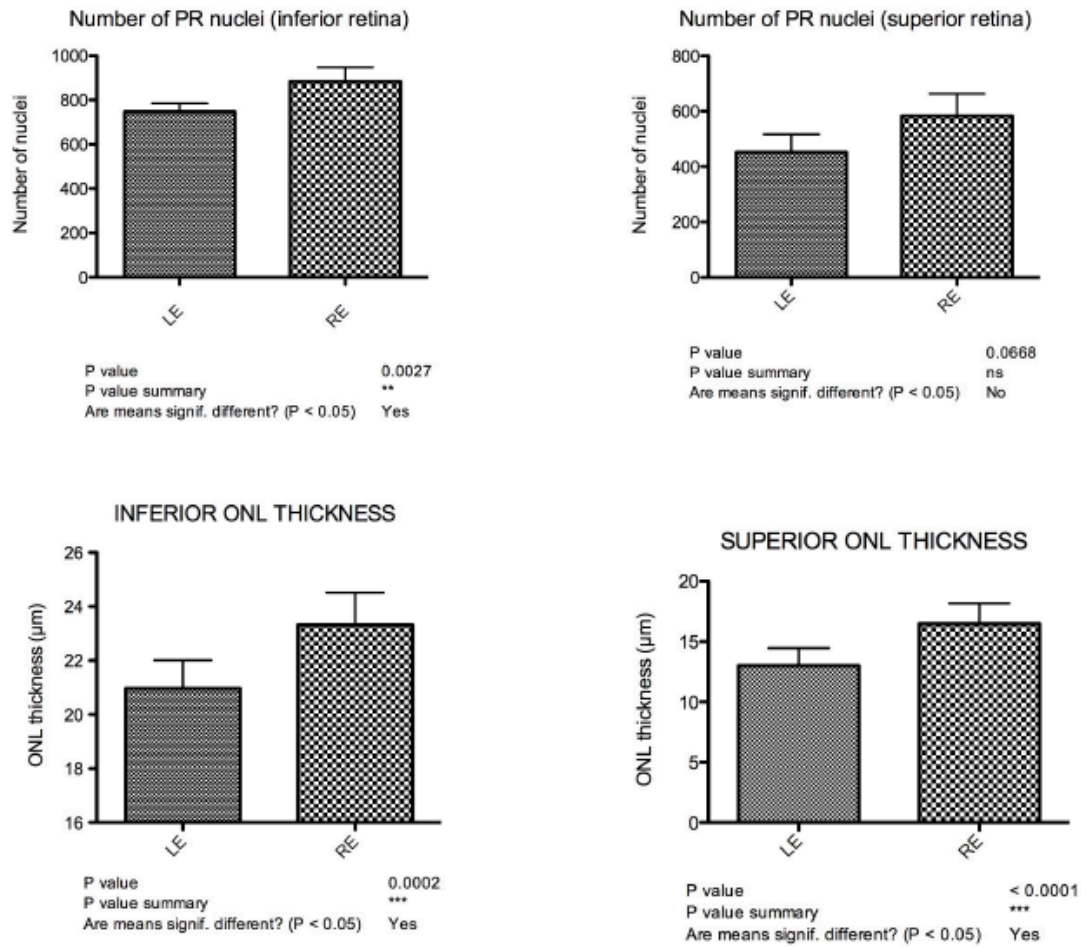 Number of PR nuclei (inferior retina)
Number of nuclei
1000
800
600
400
200
0
LE
RE
P value 0.0027
P value summary **
Are means signif. different? (P < 0.05) Yes
Number of PR nuclei (superior retina)
Number of nuclei
800
600
400
200
0
LE
RE
P value 0.0668
P value summary ns
Are means signif. different? (P < 0.05) No
INFERIOR ONL THICKNESS
ONL thickness (µm)
26
24
22
20
18
16
LE
RE
P value 0.0002
P value summary ***
Are means signif. different? (P < 0.05) Yes
SUPERIOR ONL THICKNESS
ONL thickness (µm)
20
15
10
5
0
LE
RE
P value < 0.0001
P value summary ***
Are means signif. different? (P < 0.05) Yes